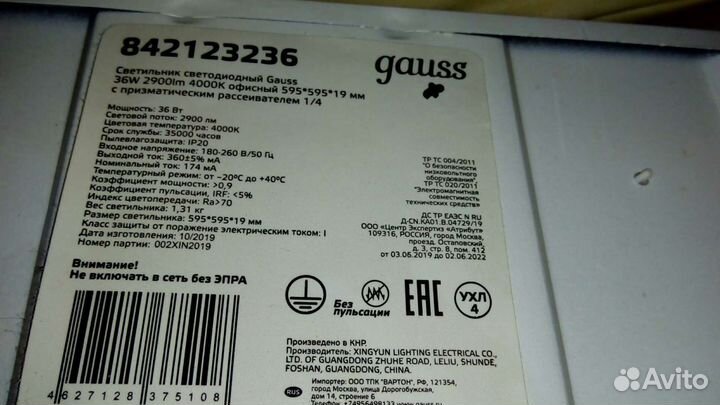 842123236
gauss
Светильник светодиодный Gauss
36W 2900lm 4000K офисный 595*595*19 мм
с призматическим рассеивателем 1/4
Мощность: 36 Вт
Световой поток: 2900 лм
Цветовая температура: 4000К
Срок службы: 35000 часов
Пылевлагозащита: IP20
Входное напряжение: 180-260 В/50 Гц
Выходной ток: 360±5% мА
Номинальный ток: 174 мА
Температурный режим: от −20°C до +40°C
Коэффициент мощности: >0,9
Коэффициент пульсации, IRF: <5%
Индекс цветопередачи: Ra>70
Вес светильника: 1,31 кг
Размер светильника: 595*595*19 мм
Класс защиты от поражения электрическим током: I
Дата изготовления: 10/2019
Номер партии: 002XIN2019
ТР ТС 004/2011
"О безопасности
низковольтного
оборудования"
ТР ТС 020/2011
"Электромагнитная
совместимость
технических средств"
ДС ТР ЕАЭС N RU
Д-CN.КА01.В.04729/19
ООО «Центр Экспертиз «Атрибут»
109316, РОССИЯ, город Москва,
проезд. Остаповский,
д. 3, стр. 8, пом. 412
от 03.06.2019 до 02.06.2022
Внимание!
Не включать в сеть без ЭПРА
Без
пульсации
EAC
УХЛ
4
4 627128 375108
Произведено в КНР.
Производитель: XINGYUN LIGHTING ELECTRICAL CO.,
LTD. OF GUANGDONG ZHUHE ROAD, LELIU, SHUNDE,
FOSHAN, GUANGDONG, CHINA.
RUS
Импортер: ООО ТПК "ВАРТОН", РФ, 121354,
город Москва, улица Дорогобужская,
дом 14, строение 6
Телефон +74956498133
Avito